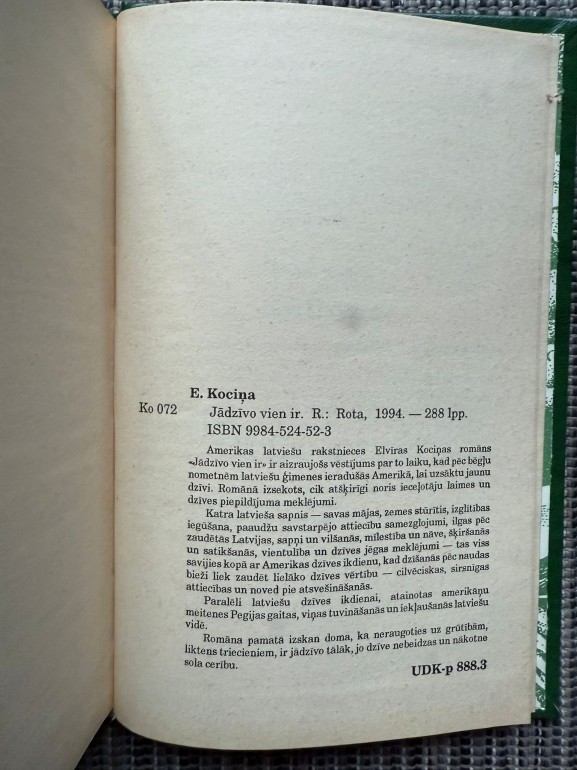 E. Kociņa
Ko 072
Jādzīvo vien ir. R.: Rota, 1994. — 288 lpp.
ISBN 9984-524-52-3
Amerikas latviešu rakstnieces Elvīras Kociņas romāns
«Jādzīvo vien ir» ir aizraujošs vēstījums par to laiku, kad pēc bēgļu
nometnēm latviešu ģimenes ieradušās Amerikā, lai uzsāktu jaunu
dzīvi. Romānā izsekots, cik atšķirīgi noris ieceļotāju laimes un
dzīves piepildījuma meklējumi.
Katra latvieša sapnis — savas mājas, zemes stūrītis, izglītības
iegūšana, paaudžu savstarpējo attiecību samezglojumi, ilgas pēc
zaudētās Latvijas, sapņi un vilšanās, mīlestība un nāve, šķiršanās
un satikšanās, vientulība un dzīves jēgas meklējumi — tas viss
savijies kopā ar Amerikas dzīves ikdienu, kad dzīšanās pēc naudas
bieži liek zaudēt lielāko dzīves vērtību — cilvēciskas, sirsnīgas
attiecības un noved pie atsvešināšanās.
Paralēli latviešu dzīves ikdienai, atainotas amerikāņu
meitenes Pegijas gaitas, viņas tuvināšanās un iekļaušanās latviešu
vidē.
Romāna pamatā izskan doma, ka neraugoties uz grūtībām,
likteņa triecieniem, ir jādzīvo tālāk, jo dzīve nebeidzas un nākotne
sola cerību.
UDK-p 888.3